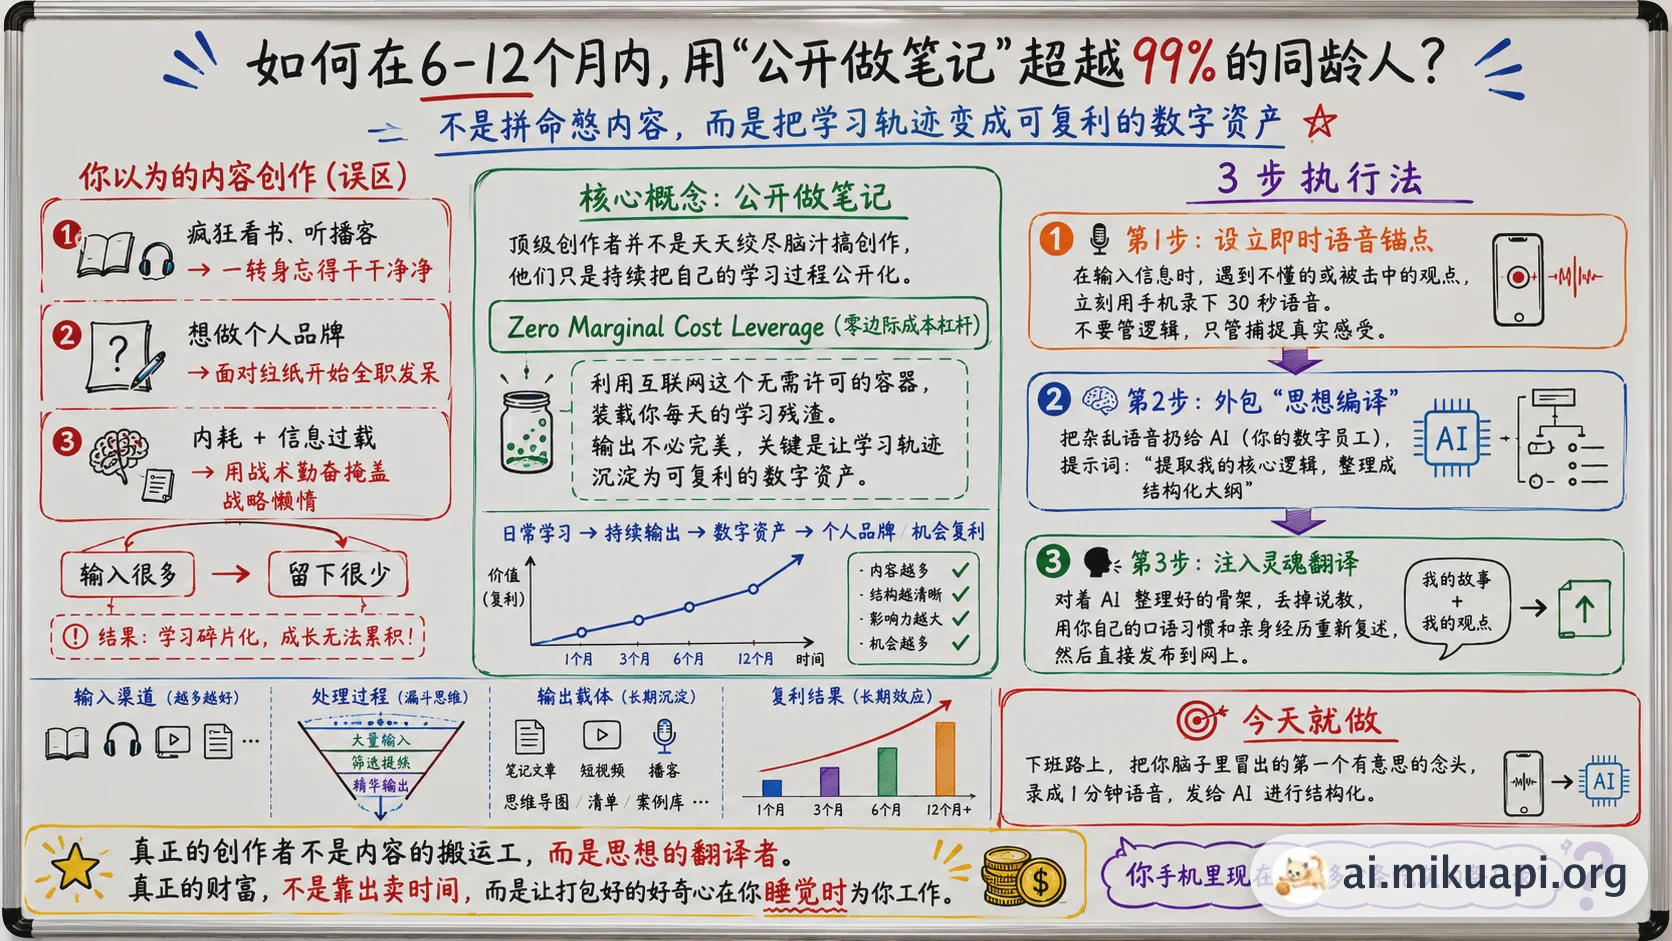 如何在6-12个月内，用“公开做笔记”超越99%的同龄人？
不是拼命憋内容，而是把学习轨迹变成可复利的数字资产
你以为的内容创作（误区）
1
疯狂看书、听播客
→ 一转身忘得干干净净
2
?
想做个人品牌
→面对纸开始全职发呆
3
内耗 + 信息过载
→ 用战术勤奋掩盖
战略懒惰
输入很多 → 留下很少
! 结果：学习碎片化，成长无法累积！
核心概念：公开做笔记
顶级创作者并不是天天绞尽脑汁搞创作，
他们只是持续把自己的学习过程公开化。
Zero Marginal Cost Leverage（零边际成本杠杆）
利用互联网这个无需许可的容器，
装载你每天的学习残渣。
输出不必完美，关键是让学习轨迹
沉淀为可复利的数字资产。
日常学习 → 持续输出 → 数字资产 → 个人品牌 / 机会复利
价值
（复利）
1个月 3个月 6个月 12个月 时间
· 内容越多 ✓
· 结构越清晰 ✓
· 影响力越大 ✓
· 机会越多 ✓
3 步执行法
1 第1步：设立即时语音锚点
在输入信息时，遇到不懂的或被击中的观点，
立刻用手机录下 30 秒语音。
不要管逻辑，只管捕捉真实感受。
2 第2步：外包“思想编译”
把杂乱语音扔给 AI（你的数字员工），
提示词：“提取我的核心逻辑，整理成
结构化大纲”
AI
3 第3步：注入灵魂翻译
对着 AI 整理好的骨架，丢掉说教，
用你自己的口语习惯和亲身经历重新复述，
然后直接发布到网上。
我的故事
+
我的观点
输入渠道（越多越好）
...
处理过程（漏斗思维）
大量输入
筛选提炼
精华输出
输出载体（长期沉淀）
笔记文章 短视频 播客
思维导图 / 清单 / 案例库 ...
复利结果（长期效应）
1个月 3个月 6个月 12个月+
今天就做
下班路上，把你脑子里冒出的第一个有意思的念头，
录成1分钟语音，发给 AI 进行结构化。
AI
真正的创作者不是内容的搬运工，而是思想的翻译者。
真正的财富，不是靠出卖时间，而是让打包好的好奇心在你睡觉时为你工作。
$
你手机里现在
ai.mikuapi.org